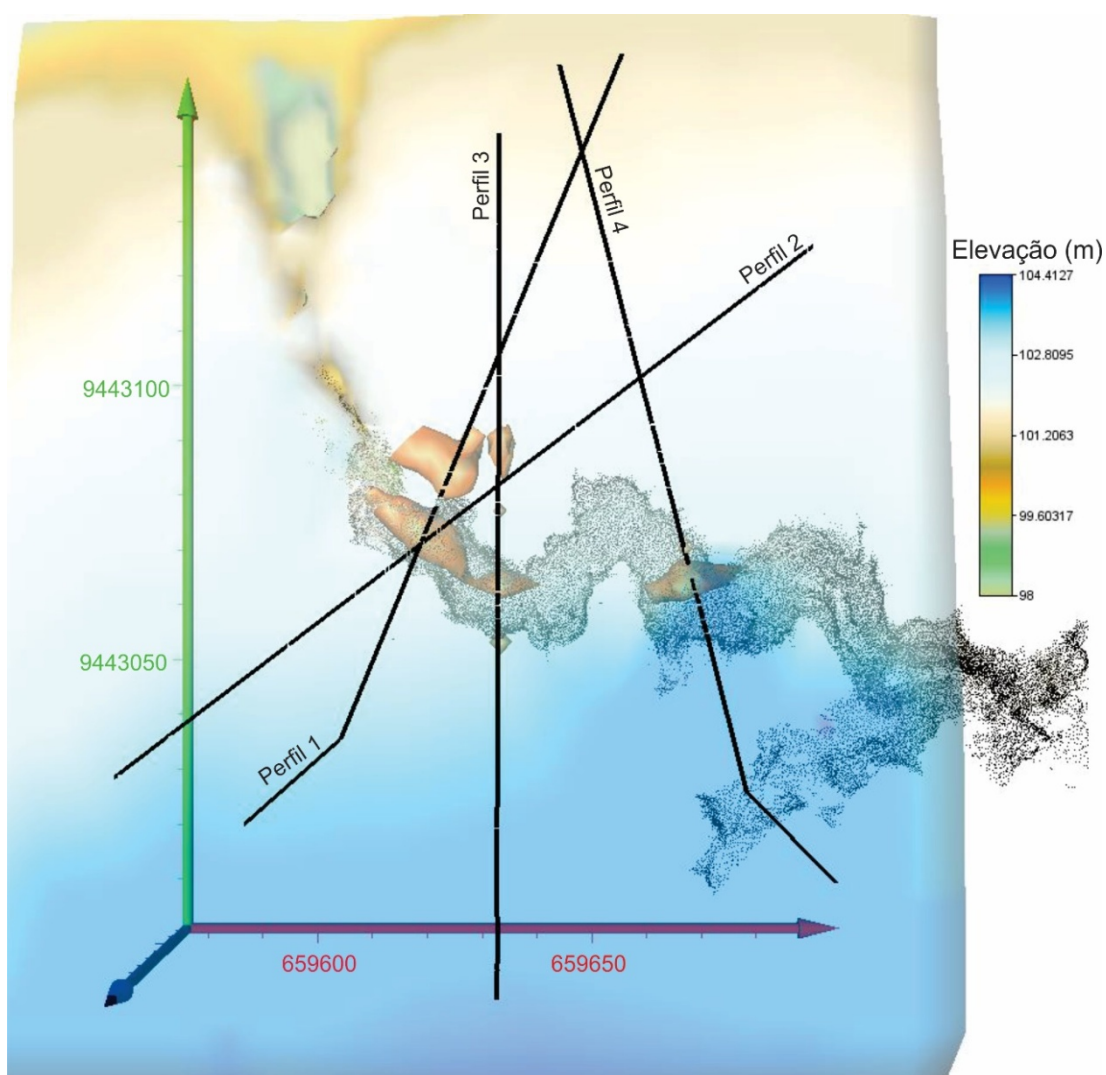 Perfil 3
Perfil 4
Perfil 2
Elevação (m)
104.4127
102.8095
101.2063
99.60317
98
9443100
9443050
Perfil 1
659600
659650